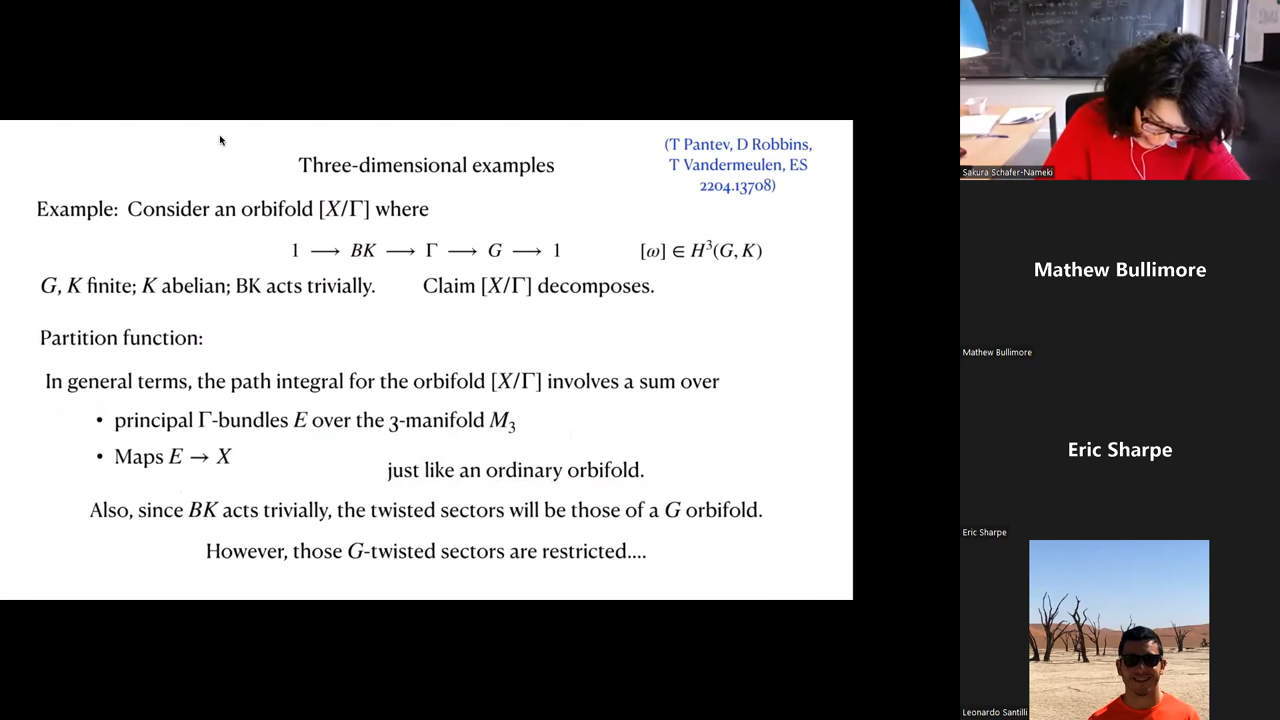 Three-dimensional examples
(T Pantev, D Robbins,
T Vandermeulen, ES
2204.13708)
Example: Consider an orbifold [X/Γ] where
1 ⟶ BK ⟶ Γ ⟶ G ⟶ 1 [ω] ∈ H³(G, K)
G, K finite; K abelian; BK acts trivially. Claim [X/Γ] decomposes.
Partition function:
In general terms, the path integral for the orbifold [X/Γ] involves a sum over
• principal Γ-bundles E over the 3-manifold M₃
• Maps E → X
just like an ordinary orbifold.
Also, since BK acts trivially, the twisted sectors will be those of a G orbifold.
However, those G-twisted sectors are restricted....
Sakura Schafer-Nameki
Mathew Bullimore
Mathew Bullimore
Eric Sharpe
Eric Sharpe
Leonardo Santilli